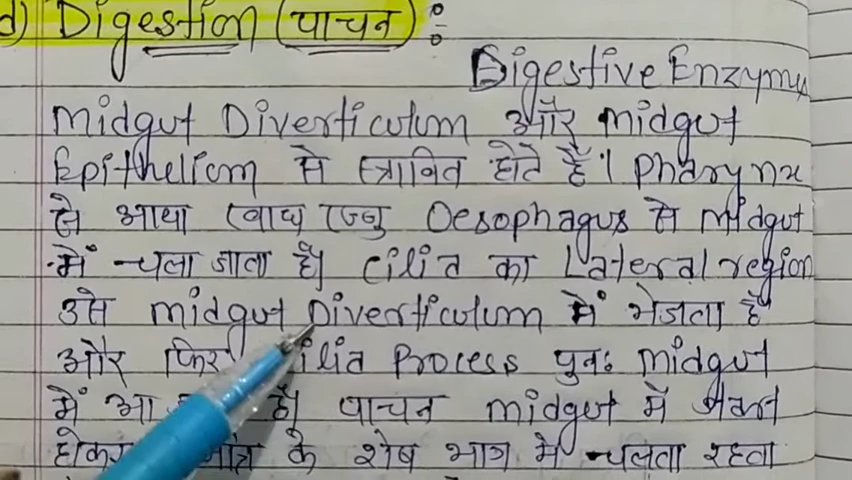 d) Digestion (पाचन) :-
Digestive Enzymes
Midgut Diverticulum और midgut
Epithelium से स्त्रावित होते है। Pharynx
से आया खाद्य रज्जु Oesophagus से midgut
में चला जाता है। cilia का Lateral region
उसे midgut Diverticulum में भेजता है
और फिर cilia Process पुनः midgut
में आ है। पाचन midgut में
होकर आंत्र के शेष भाग मे चलता रहता